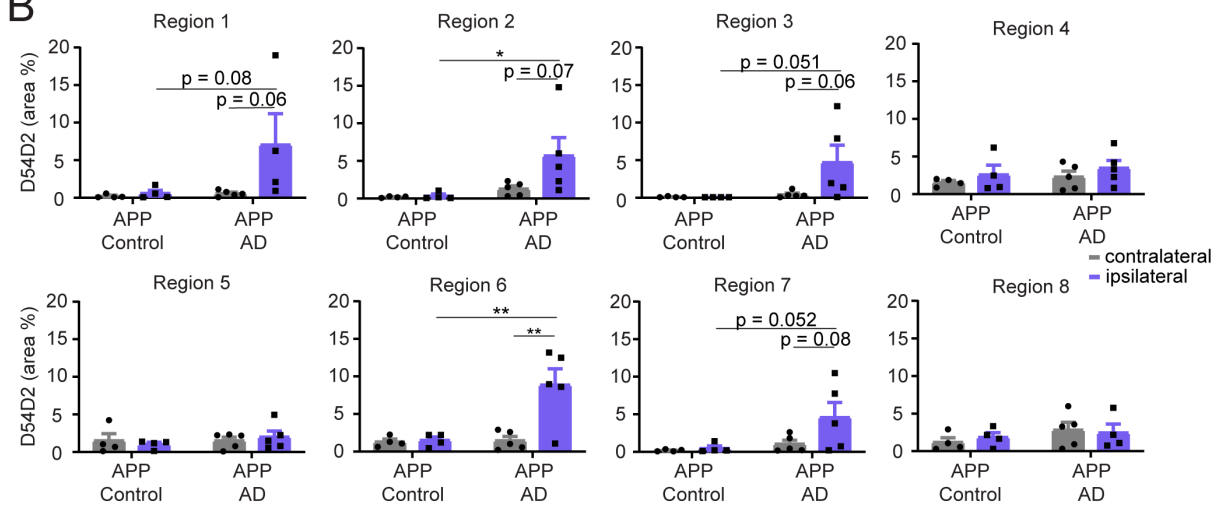 B
Region 1
Region 2
Region 3
Region 4
D54D2 (area %)
20
15
10
5
0
p = 0.08
p = 0.06
APP
Control
APP
AD
20
15
10
5
0
*
p = 0.07
APP
Control
APP
AD
20
15
10
5
0
p = 0.051
p = 0.06
APP
Control
APP
AD
20
15
10
5
0
APP
Control
APP
AD
contralateral
ipsilateral
Region 5
Region 6
Region 7
Region 8
D54D2 (area %)
20
15
10
5
0
APP
Control
APP
AD
20
15
10
5
0
**
**
APP
Control
APP
AD
20
15
10
5
0
p = 0.052
p = 0.08
APP
Control
APP
AD
20
15
10
5
0
APP
Control
APP
AD